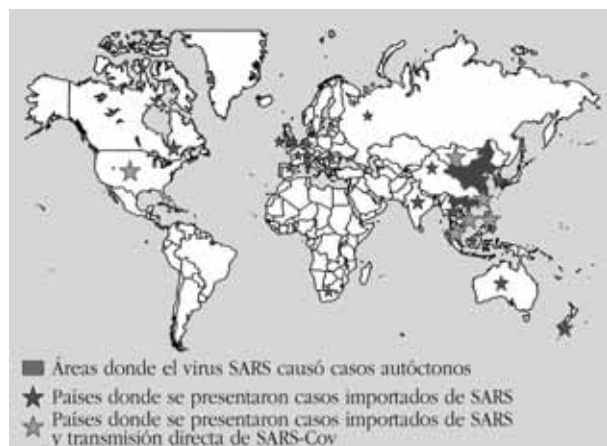 Áreas donde el virus SARS causó casos autóctonos
Países donde se presentaron casos importados de SARS
Países donde se presentaron casos importados de SARS
y transmisión directa de SARS-Cov